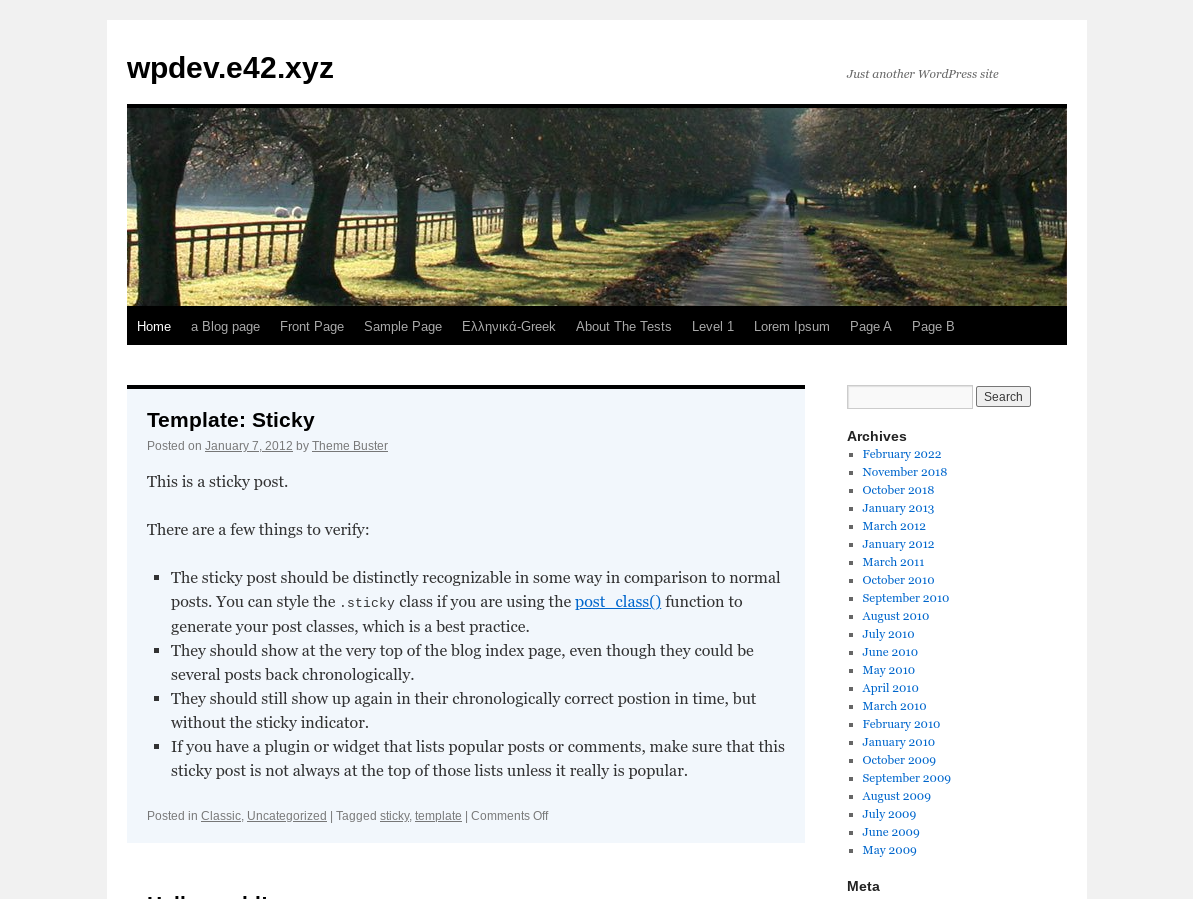 wpdev.e42.xyz
Just another WordPress site
Home a Blog page Front Page Sample Page Ελληνικά-Greek About The Tests Level 1 Lorem Ipsum Page A Page B
Template: Sticky
Posted on January 7, 2012 by Theme Buster
This is a sticky post.
There are a few things to verify:
The sticky post should be distinctly recognizable in some way in comparison to normal
posts. You can style the .sticky class if you are using the post_class() function to
generate your post classes, which is a best practice.
They should show at the very top of the blog index page, even though they could be
several posts back chronologically.
They should still show up again in their chronologically correct postion in time, but
without the sticky indicator.
If you have a plugin or widget that lists popular posts or comments, make sure that this
sticky post is not always at the top of those lists unless it really is popular.
Posted in Classic, Uncategorized | Tagged sticky, template | Comments Off
Search
Archives
February 2022
November 2018
October 2018
January 2013
March 2012
January 2012
March 2011
October 2010
September 2010
August 2010
July 2010
June 2010
May 2010
April 2010
March 2010
February 2010
January 2010
October 2009
September 2009
August 2009
July 2009
June 2009
May 2009
Meta